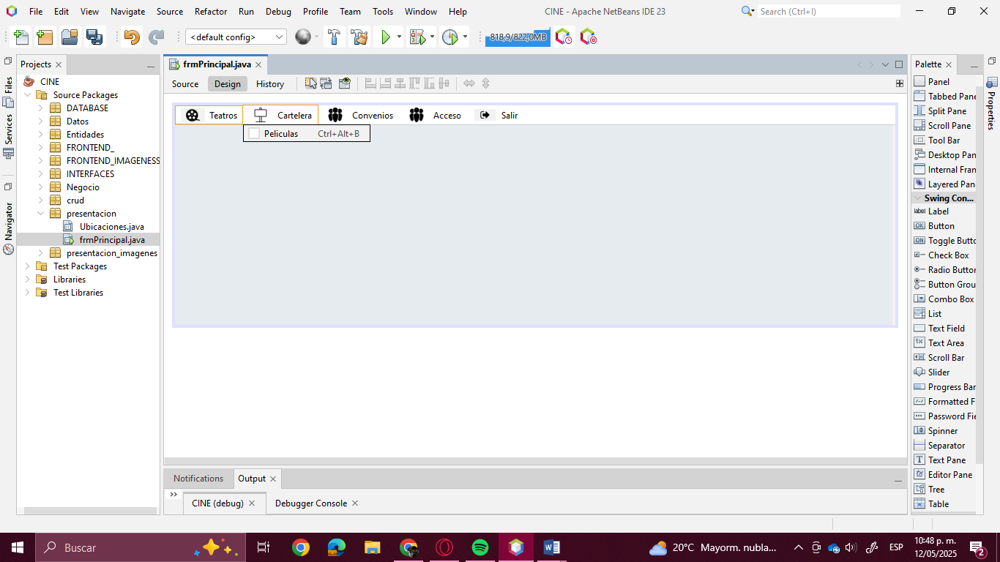 File Edit View Navigate Source Refactor Run Debug Profile Team Tools Window Help CINE - Apache NetBeans IDE 23 Search (Ctrl+I)
<default config> 818,9/822,0MB
Projects
Files
Services
Navigator
CINE
Source Packages
DATABASE
Datos
Entidades
FRONTEND_
FRONTEND_IMAGENESS
INTERFACES
Negocio
crud
presentacion
Ubicaciones.java
frmPrincipal.java
presentacion_imagenes
Test Packages
Libraries
Test Libraries
frmPrincipal.java
Source Design History
Teatros Cartelera Convenios Acceso Salir
Peliculas Ctrl+Alt+B
Palette
Properties
Panel
Tabbed Pane
Split Pane
Scroll Pane
Tool Bar
Desktop Pan
Internal Fran
Layered Pan
Swing Con...
label Label
OK Button
ON Toggle Butto
Check Box
Radio Button
Button Grou
Combo Box
List
Text Field
Text Area
Scroll Bar
Slider
Progress Bar
Formatted F
Password Fie
Spinner
Separator
T Text Pane
Editor Pane
Tree
Table
Notifications Output
CINE (debug) Debugger Console
Buscar 20°C Mayorm. nubla... ESP 10:48 p. m.
12/05/2025 2